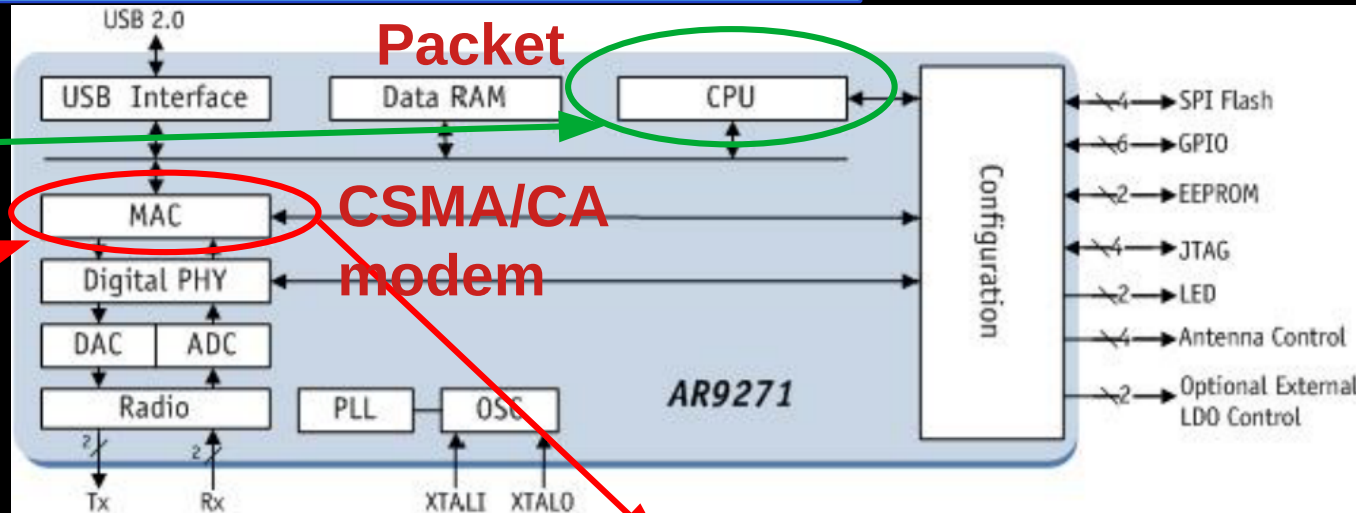 USB 2.0
Packet
USB Interface
Data RAM
CPU
4
SPI Flash
6
GPIO
Configuration
2
EEPROM
CSMA/CA
MAC
4
JTAG
modem
Digital PHY
2
LED
DAC
ADC
4
Antenna Control
AR9271
Radio
PLL
OSC
2
Optional External
LDO Control
2
2
Tx
Rx
XTALI
XTALO